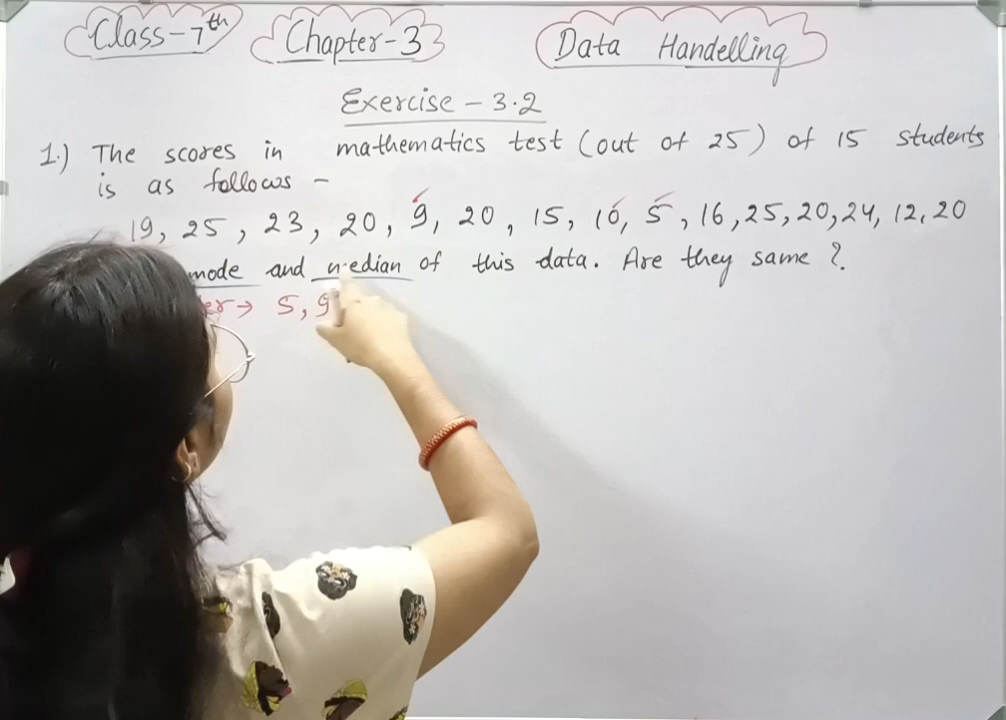 Class-7th Chapter-3 Data Handelling
Exercise - 3.2
1.) The scores in mathematics test (out of 25) of 15 students
is as follows -
19, 25, 23, 20, 9, 20, 15, 10, 5, 16, 25, 20, 24, 12, 20
mode and median of this data. Are they same ?
→ 5, 9